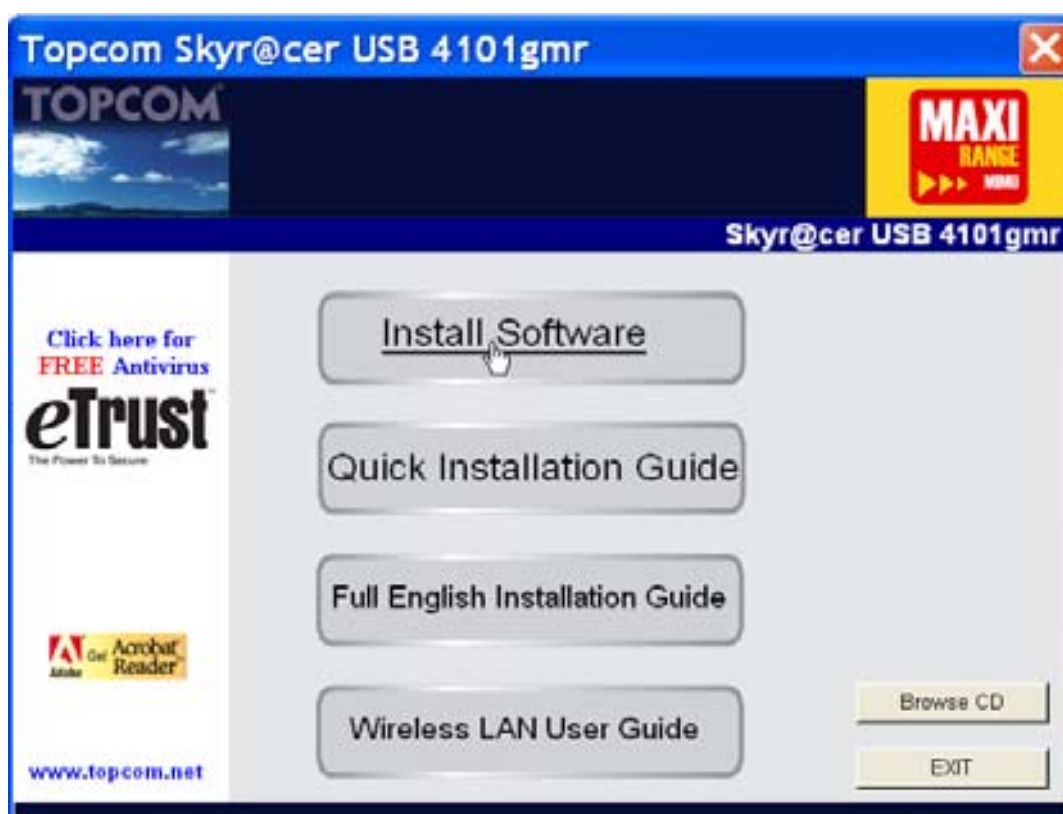 Topcom Skyr@cer USB 4101gmr
TOPCOM
MAXI
RANGE
MIMO
Skyr@cer USB 4101gmr
Click here for
FREE Antivirus
eTrust™
The Power To Secure
Adobe
Get Acrobat
Reader
www.topcom.net
Install Software
Quick Installation Guide
Full English Installation Guide
Wireless LAN User Guide
Browse CD
EXIT